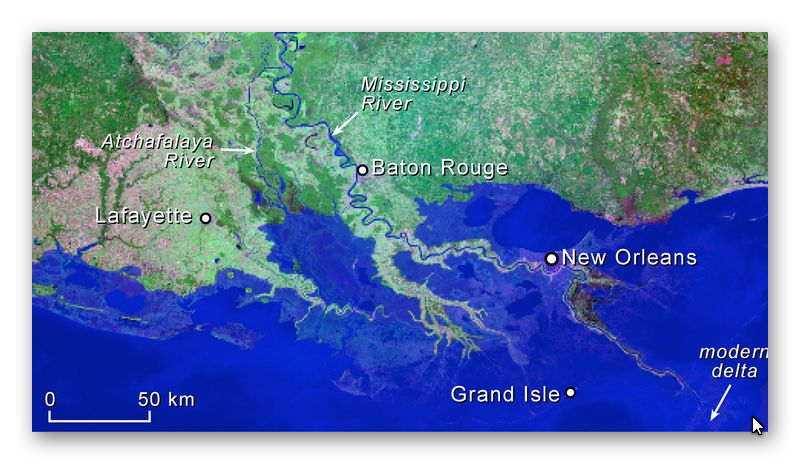 Mississippi
River
Atchafalaya
River
Baton Rouge
Lafayette
New Orleans
modern
delta
Grand Isle
0 50 km